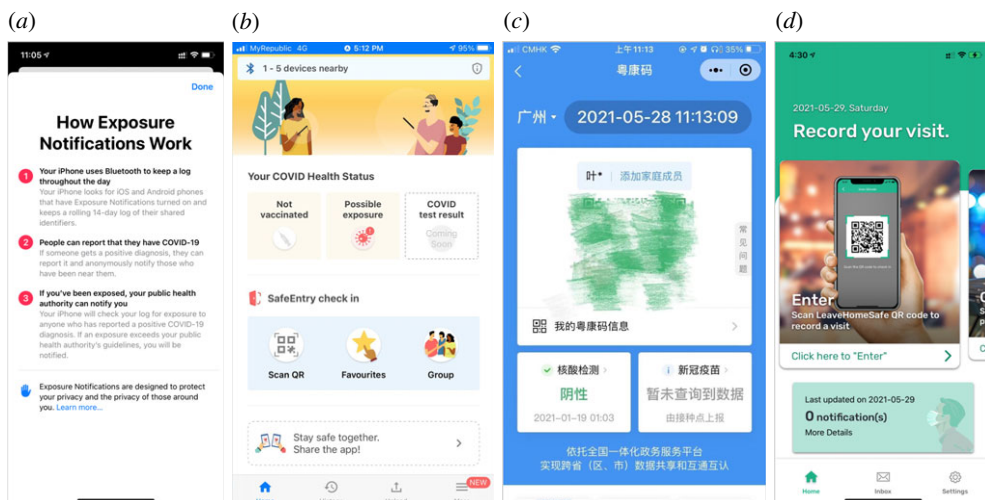 (a)
11:05
Done
How Exposure
Notifications Work
1
Your iPhone uses Bluetooth to keep a log
throughout the day
Your iPhone looks for iOS and Android phones
that have Exposure Notifications turned on and
keeps a rolling 14-day log of their shared
identifiers.
2
People can report that they have COVID-19
If someone gets a positive diagnosis, they can
report it and anonymously notify those who
have been near them.
3
If you've been exposed, your public health
authority can notify you
Your iPhone will check your log for exposure to
anyone who has reported a positive COVID-19
diagnosis. If an exposure exceeds your public
health authority's guidelines, you will be
notified.
Exposure Notifications are designed to protect
your privacy and the privacy of those around
you. Learn more...
(b)
MyRepublic 4G 5:12 PM 95%
1 - 5 devices nearby
Your COVID Health Status
Not
vaccinated
Possible
exposure
COVID
test result
Coming
Soon
SafeEntry check in
Scan QR Favourites Group
Stay safe together.
Share the app!
NEW
(c)
CMHK 上午11:13 35%
粤康码
广州 2021-05-28 11:13:09
叶* 添加家庭成员
常见问题
我的粤康码信息
核酸检测
阴性
2021-01-19 01:03
新冠疫苗
暂未查询到数据
由接种点上报
依托全国一体化政务服务平台
实现跨省（区、市）数据共享和互通互认
(d)
4:30
2021-05-29, Saturday
Record your visit.
Enter
Scan LeaveHomeSafe QR code to
record a visit
Click here to "Enter"
Last updated on 2021-05-29
0 notification(s)
More Details
Home Inbox Settings